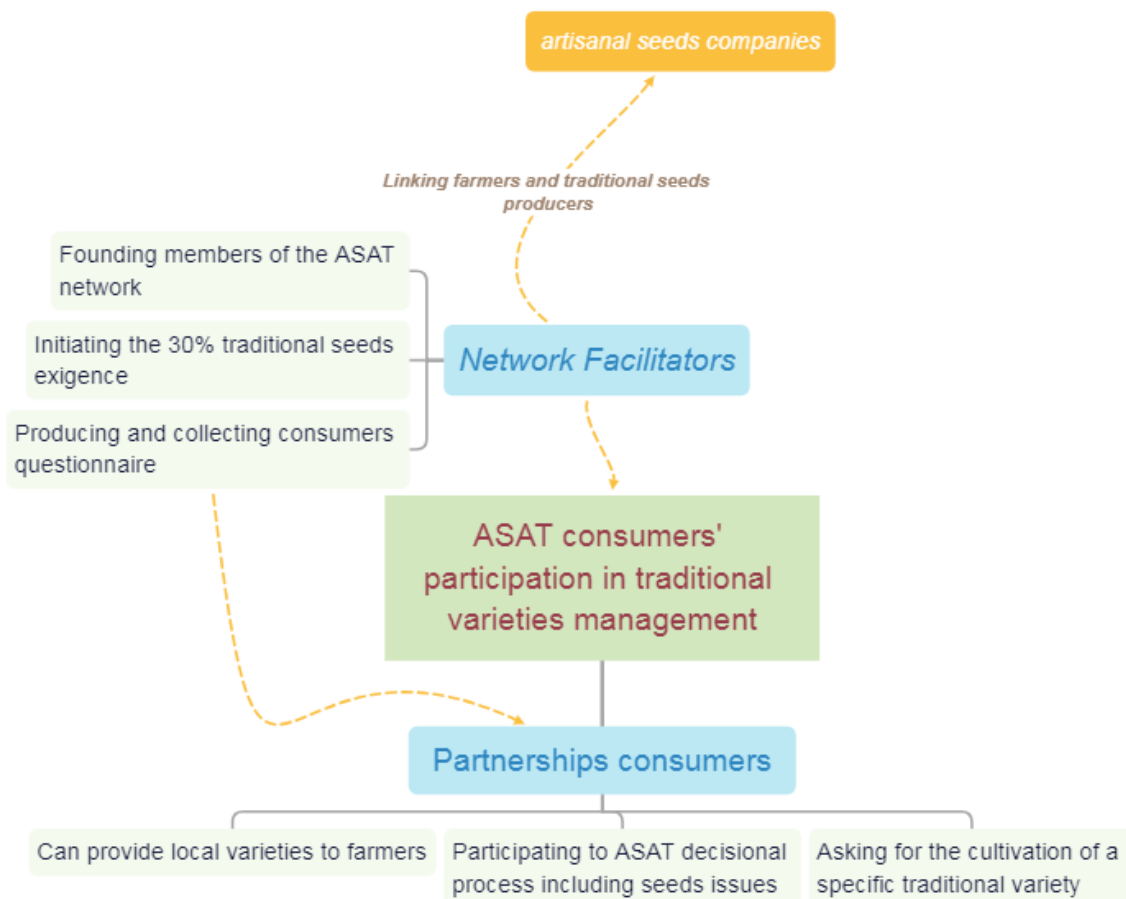 artisanal seeds companies
Linking farmers and traditional seeds
producers
Founding members of the ASAT
network
Initiating the 30% traditional seeds
exigence
Producing and collecting consumers
questionnaire
Network Facilitators
ASAT consumers'
participation in traditional
varieties management
Partnerships consumers
Can provide local varieties to farmers
Participating to ASAT decisional
process including seeds issues
Asking for the cultivation of a
specific traditional variety